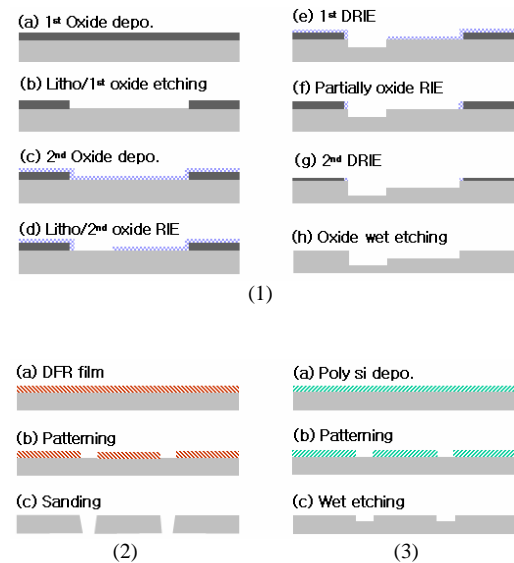 (a) 1st Oxide depo.
(b) Litho/1st oxide etching
(c) 2nd Oxide depo.
(d) Litho/2nd oxide RIE
(e) 1st DRIE
(f) Partially oxide RIE
(g) 2nd DRIE
(h) Oxide wet etching
(1)
(a) DFR film
(b) Patterning
(c) Sanding
(2)
(a) Poly si depo.
(b) Patterning
(c) Wet etching
(3)